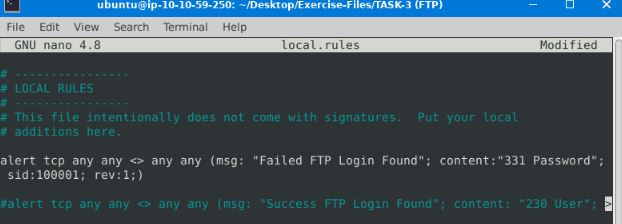 ubuntu@ip-10-10-59-250: ~/Desktop/Exercise-Files/TASK-3 (FTP)
File Edit View Search Terminal Help
GNU nano 4.8 local.rules Modified
# ----------------
# LOCAL RULES
# ----------------
# This file intentionally does not come with signatures.  Put your local
# additions here.
alert tcp any any <> any any (msg: "Failed FTP Login Found"; content:"331 Password";
sid:100001; rev:1;)
#alert tcp any any <> any any (msg: "Success FTP Login Found"; content: "230 User"; >